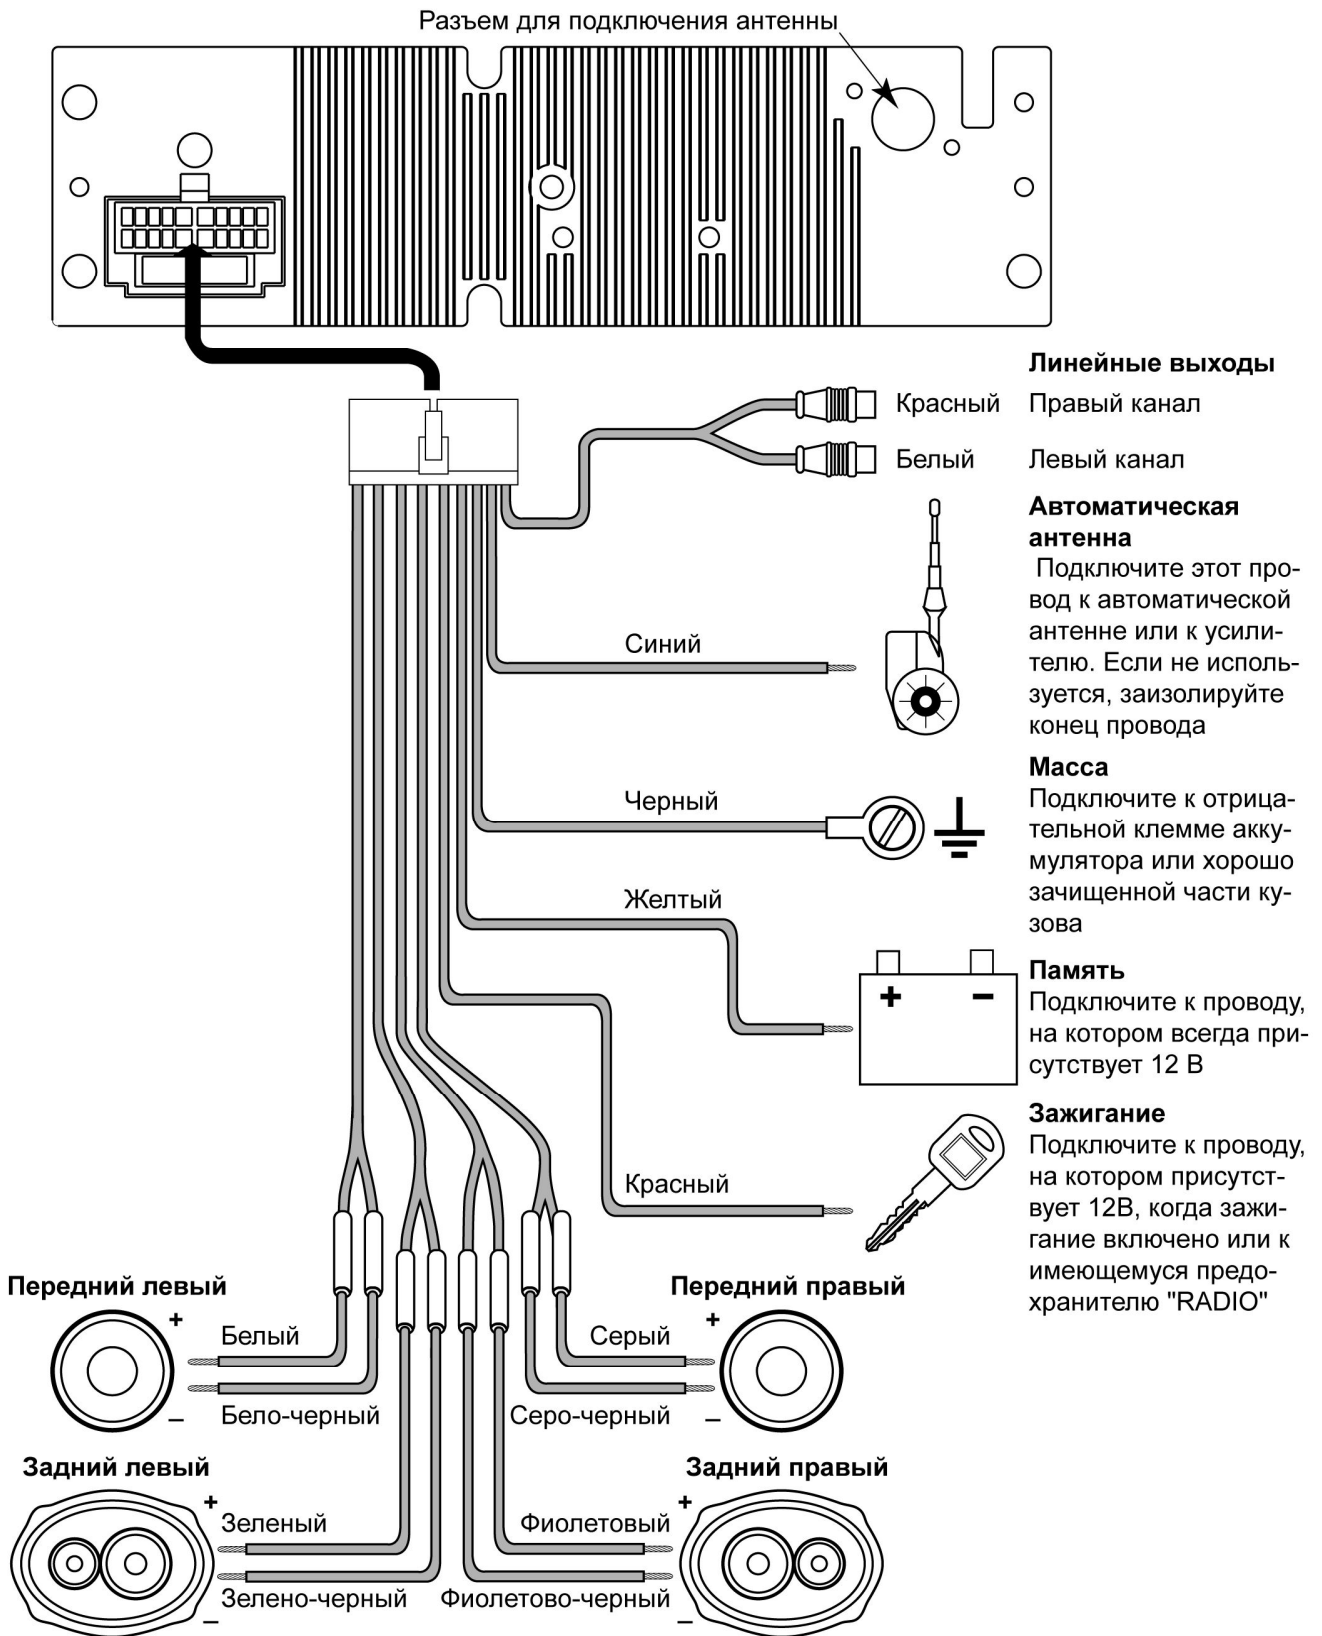 Разъем для подключения антенны
Линейные выходы
Красный Правый канал
Белый Левый канал
Автоматическая
антенна
Подключите этот про-
вод к автоматической
антенне или к усили-
телю. Если не исполь-
зуется, заизолируйте
конец провода
Синий
Масса
Подключите к отрица-
тельной клемме акку-
мулятора или хорошо
зачищенной части ку-
зова
Черный
Желтый
Память
Подключите к проводу,
на котором всегда при-
сутствует 12 В
+ −
Зажигание
Подключите к проводу,
на котором присутст-
вует 12В, когда зажи-
гание включено или к
имеющемуся предо-
хранителю "RADIO"
Красный
Передний левый
+
Белый
Бело-черный
−
Передний правый
+
Серый
Серо-черный
−
Задний левый
+
Зеленый
Зелено-черный
−
Задний правый
+
Фиолетовый
Фиолетово-черный
−